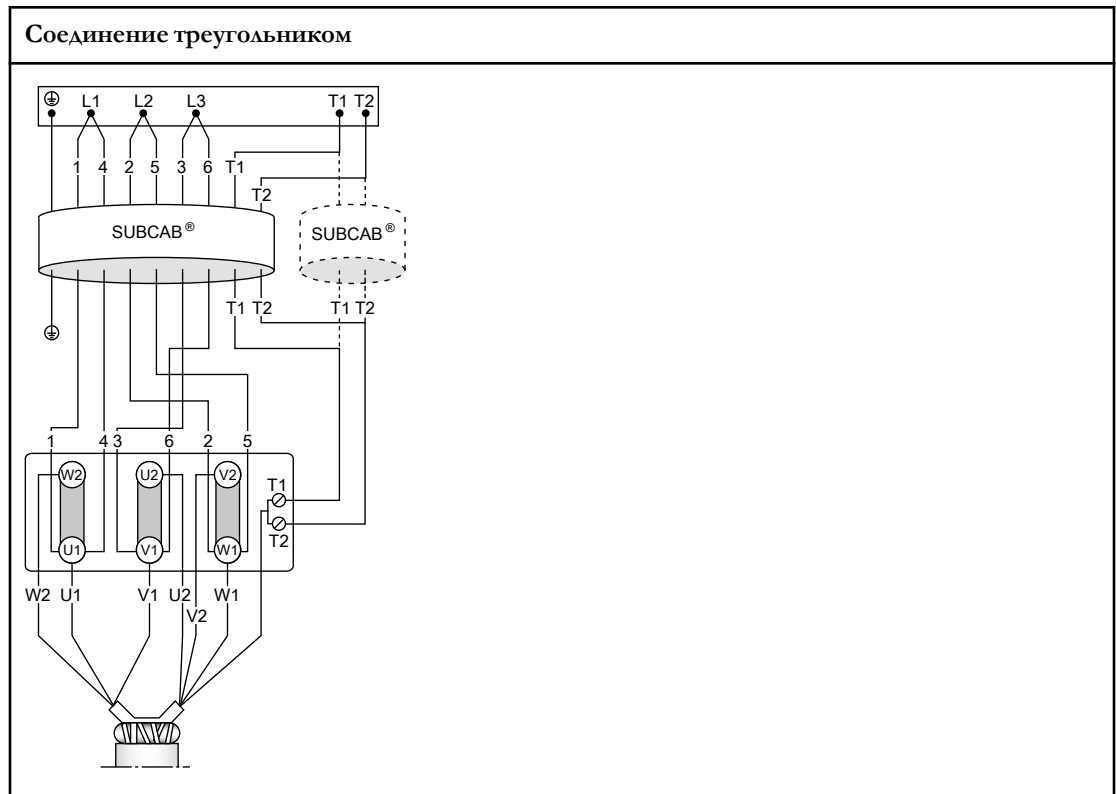 Соединение треугольником
L1 L2 L3 T1 T2
1 4 2 5 3 6 T1
T2
SUBCAB® SUBCAB®
T1 T2 T1 T2
1 4 3 6 2 5
W2 U2 V2
T1
U1 V1 W1
T2
W2 U1 V1 U2 W1
V2